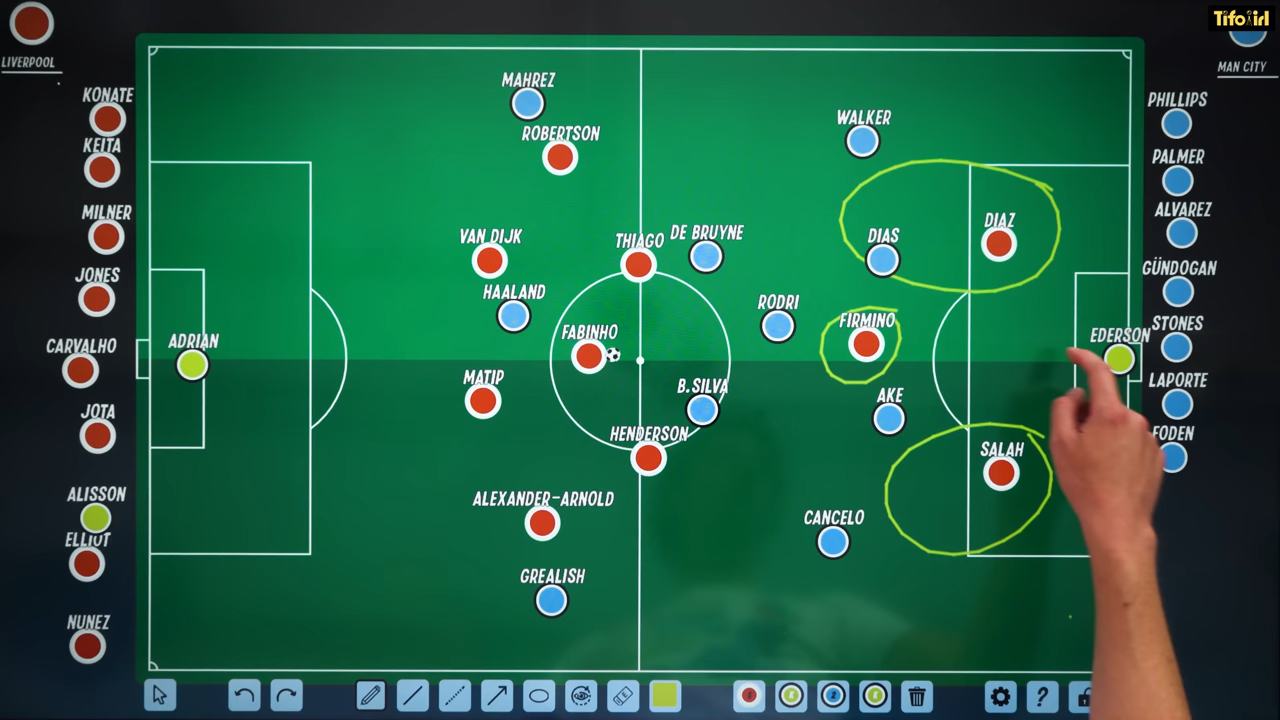 Tifo irl
LIVERPOOL
MAN CITY
KONATE
KEITA
MILNER
JONES
CARVALHO
JOTA
ALISSON
ELLIOT
NUNEZ
MAHREZ
ROBERTSON
WALKER
VAN DIJK
THIAGO
DE BRUYNE
DIAS
DIAZ
HAALAND
RODRI
FIRMINO
FABINHO
ADRIAN
EDERSON
MATIP
B.SILVA
AKE
HENDERSON
SALAH
ALEXANDER-ARNOLD
CANCELO
GREALISH
PHILLIPS
PALMER
ALVAREZ
GÜNDOGAN
STONES
LAPORTE
FODEN
?